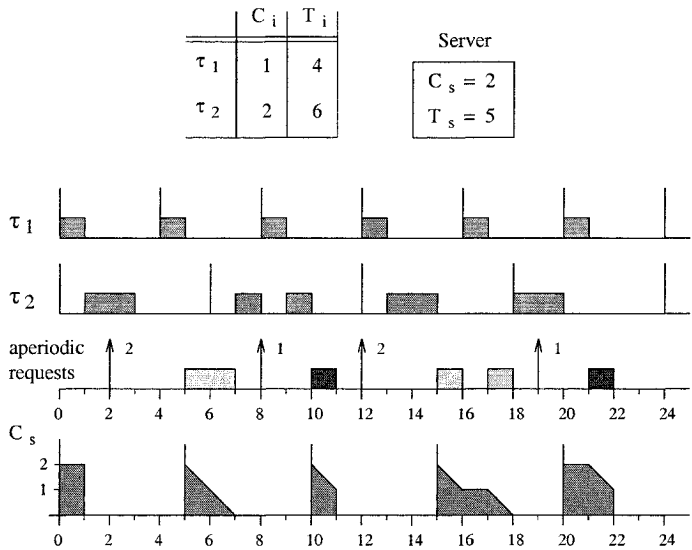 C i T i
Server
τ 1 1 4
C s = 2
τ 2 2 6
T s = 5
τ 1
τ 2
aperiodic
requests
2 1 2 1
0 2 4 6 8 10 12 14 16 18 20 22 24
C s
2
1
0 2 4 6 8 10 12 14 16 18 20 22 24